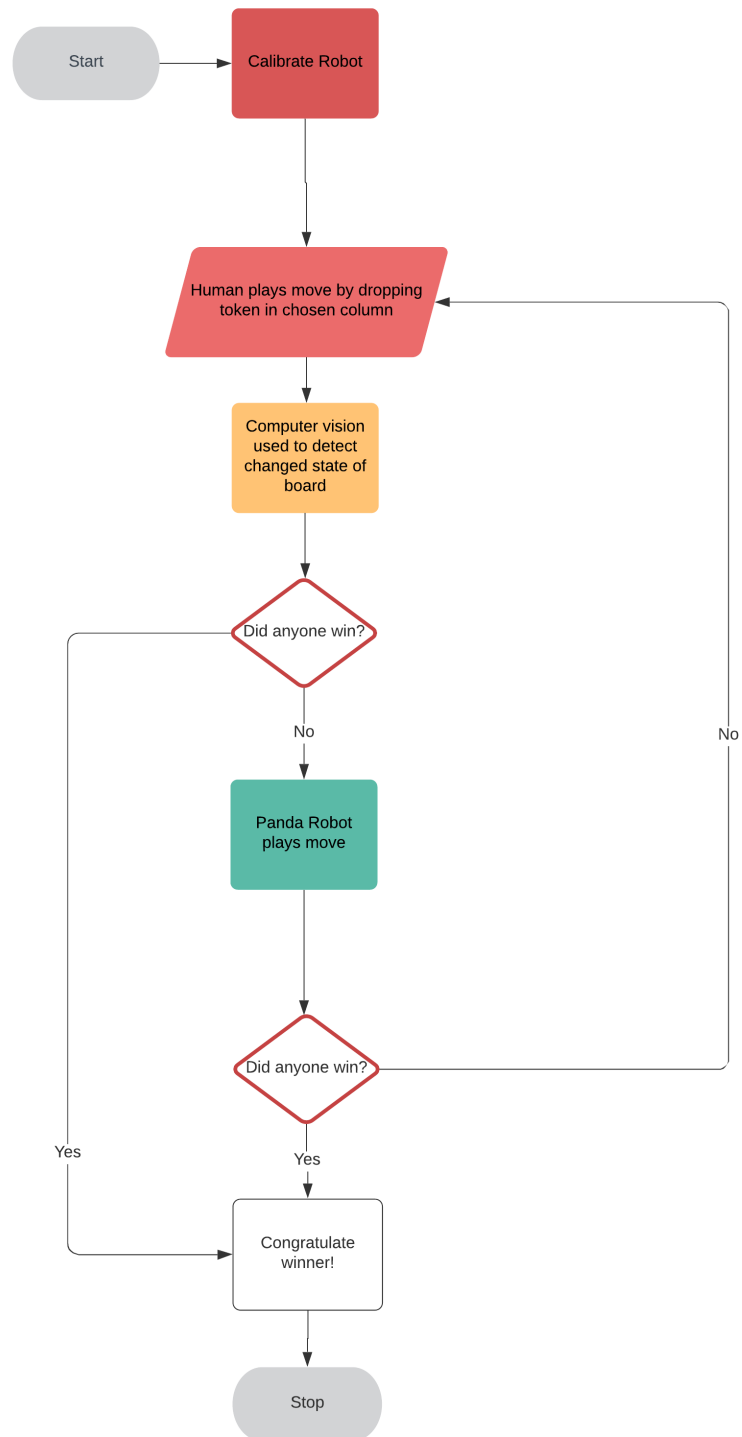 Start
Calibrate Robot
Human plays move by dropping
token in chosen column
Computer vision
used to detect
changed state of
board
Did anyone win?
No
No
Panda Robot
plays move
Did anyone win?
Yes
Yes
Congratulate
winner!
Stop